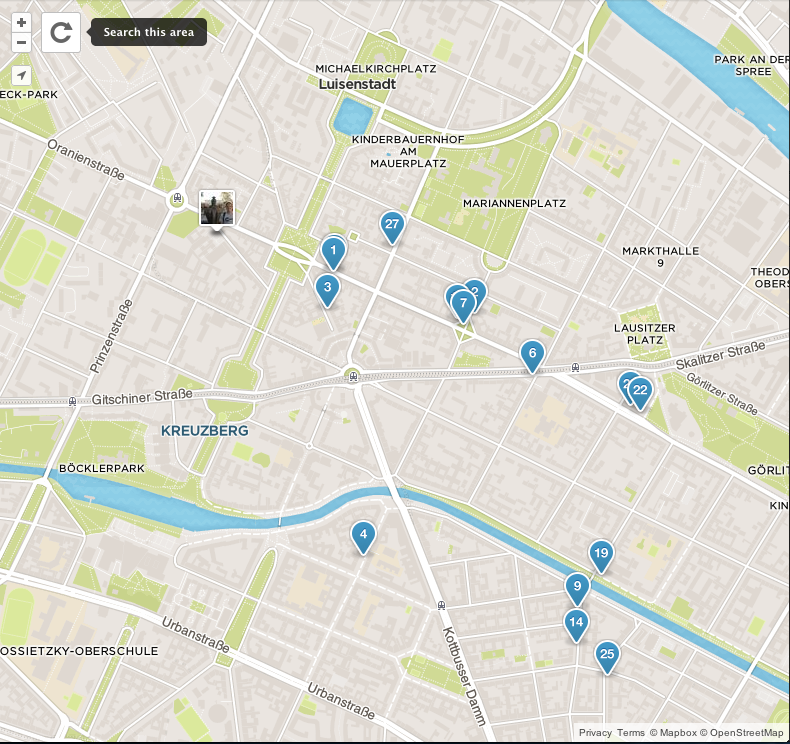 +
Search this area
−
MICHAELKIRCHPLATZ
Luisenstadt
PARK AN DER
SPREE
ECK-PARK
Oranienstraße
KINDERBAUERNHOF
AM
MAUERPLATZ
MARIANNENPLATZ
27
1
MARKTHALLE
9
THEOD
OBERS
3
2
7
Prinzenstraße
LAUSITZER
PLATZ
6
Skalitzer Straße
Gitschiner Straße
2
22
Görlitzer Straße
KREUZBERG
BÖCKLERPARK
GÖRLIT
KIN
4
19
9
14
Urbanstraße
OSSIETZKY-OBERSCHULE
25
Kottbusser Damm
Urbanstraße
Privacy Terms © Mapbox © OpenStreetMap